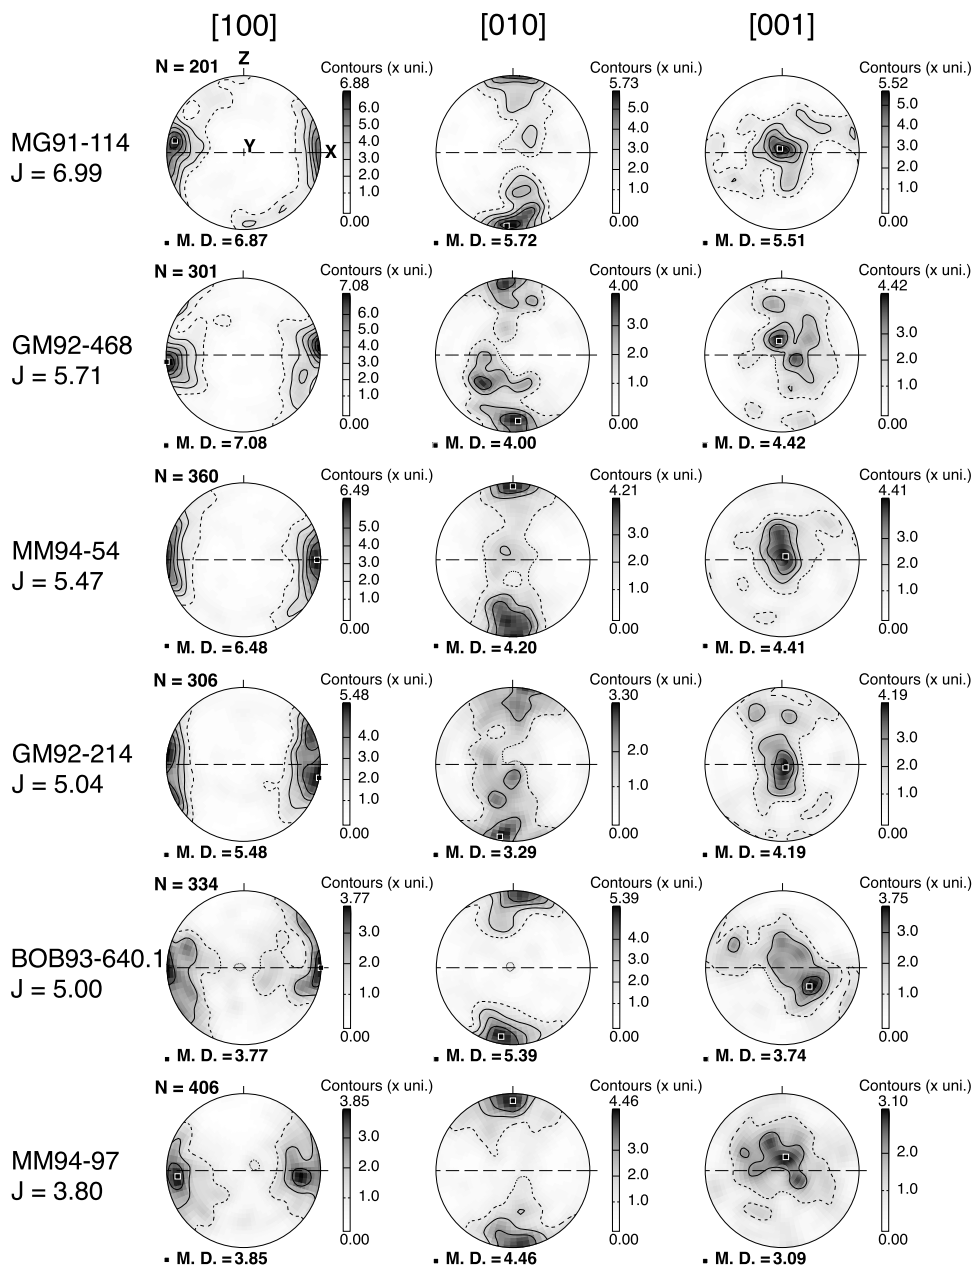 [100] [010] [001]
N = 201 Z Contours (x uni.) Contours (x uni.) Contours (x uni.)
6.88 5.73 5.52
6.0 5.0 5.0
5.0 4.0 4.0
MG91-114 4.0 3.0 3.0
Y X 3.0 2.0 2.0
J = 6.99 2.0 1.0 1.0
1.0
0.00 0.00 0.00
M. D. = 6.87 M. D. = 5.72 M. D. = 5.51
N = 301 Contours (x uni.) Contours (x uni.) Contours (x uni.)
7.08 4.00 4.42
6.0 3.0 3.0
5.0 2.0 2.0
GM92-468 4.0 1.0 1.0
J = 5.71 3.0
2.0
1.0
0.00 0.00 0.00
M. D. = 7.08 M. D. = 4.00 M. D. = 4.42
N = 360 Contours (x uni.) Contours (x uni.) Contours (x uni.)
6.49 4.21 4.41
5.0 3.0 3.0
MM94-54 4.0 2.0 2.0
J = 5.47 3.0 1.0 1.0
2.0
1.0
0.00 0.00 0.00
M. D. = 6.48 M. D. = 4.20 M. D. = 4.41
N = 306 Contours (x uni.) Contours (x uni.) Contours (x uni.)
5.48 3.30 4.19
4.0 2.0 3.0
GM92-214 3.0 1.0 2.0
J = 5.04 2.0 1.0
1.0
0.00 0.00 0.00
M. D. = 5.48 M. D. = 3.29 M. D. = 4.19
N = 334 Contours (x uni.) Contours (x uni.) Contours (x uni.)
3.77 5.39 3.75
3.0 4.0 3.0
BOB93-640.1 2.0 3.0 2.0
J = 5.00 1.0 2.0 1.0
1.0
0.00 0.00 0.00
M. D. = 3.77 M. D. = 5.39 M. D. = 3.74
N = 406 Contours (x uni.) Contours (x uni.) Contours (x uni.)
3.85 4.46 3.10
3.0 3.0 2.0
MM94-97 2.0 2.0 1.0
J = 3.80 1.0 1.0
0.00 0.00 0.00
M. D. = 3.85 M. D. = 4.46 M. D. = 3.09